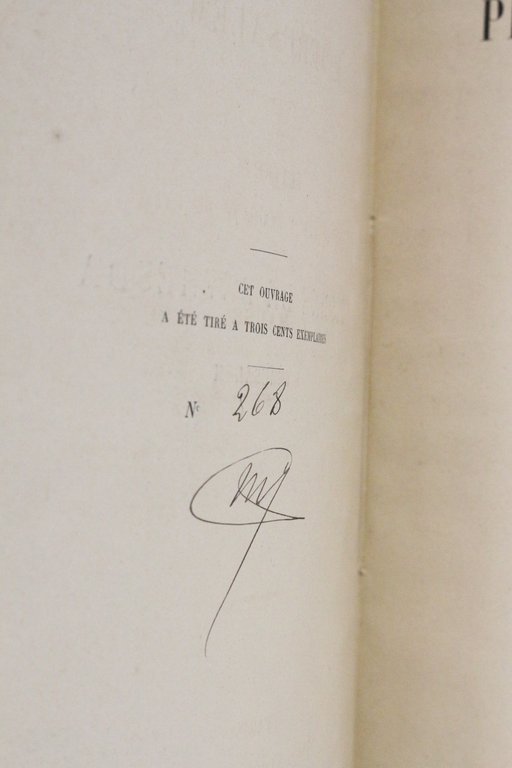 CET OUVRAGE
A ÉTÉ TIRÉ A TROIS CENTS EXEMPLAIRES
Nº 268